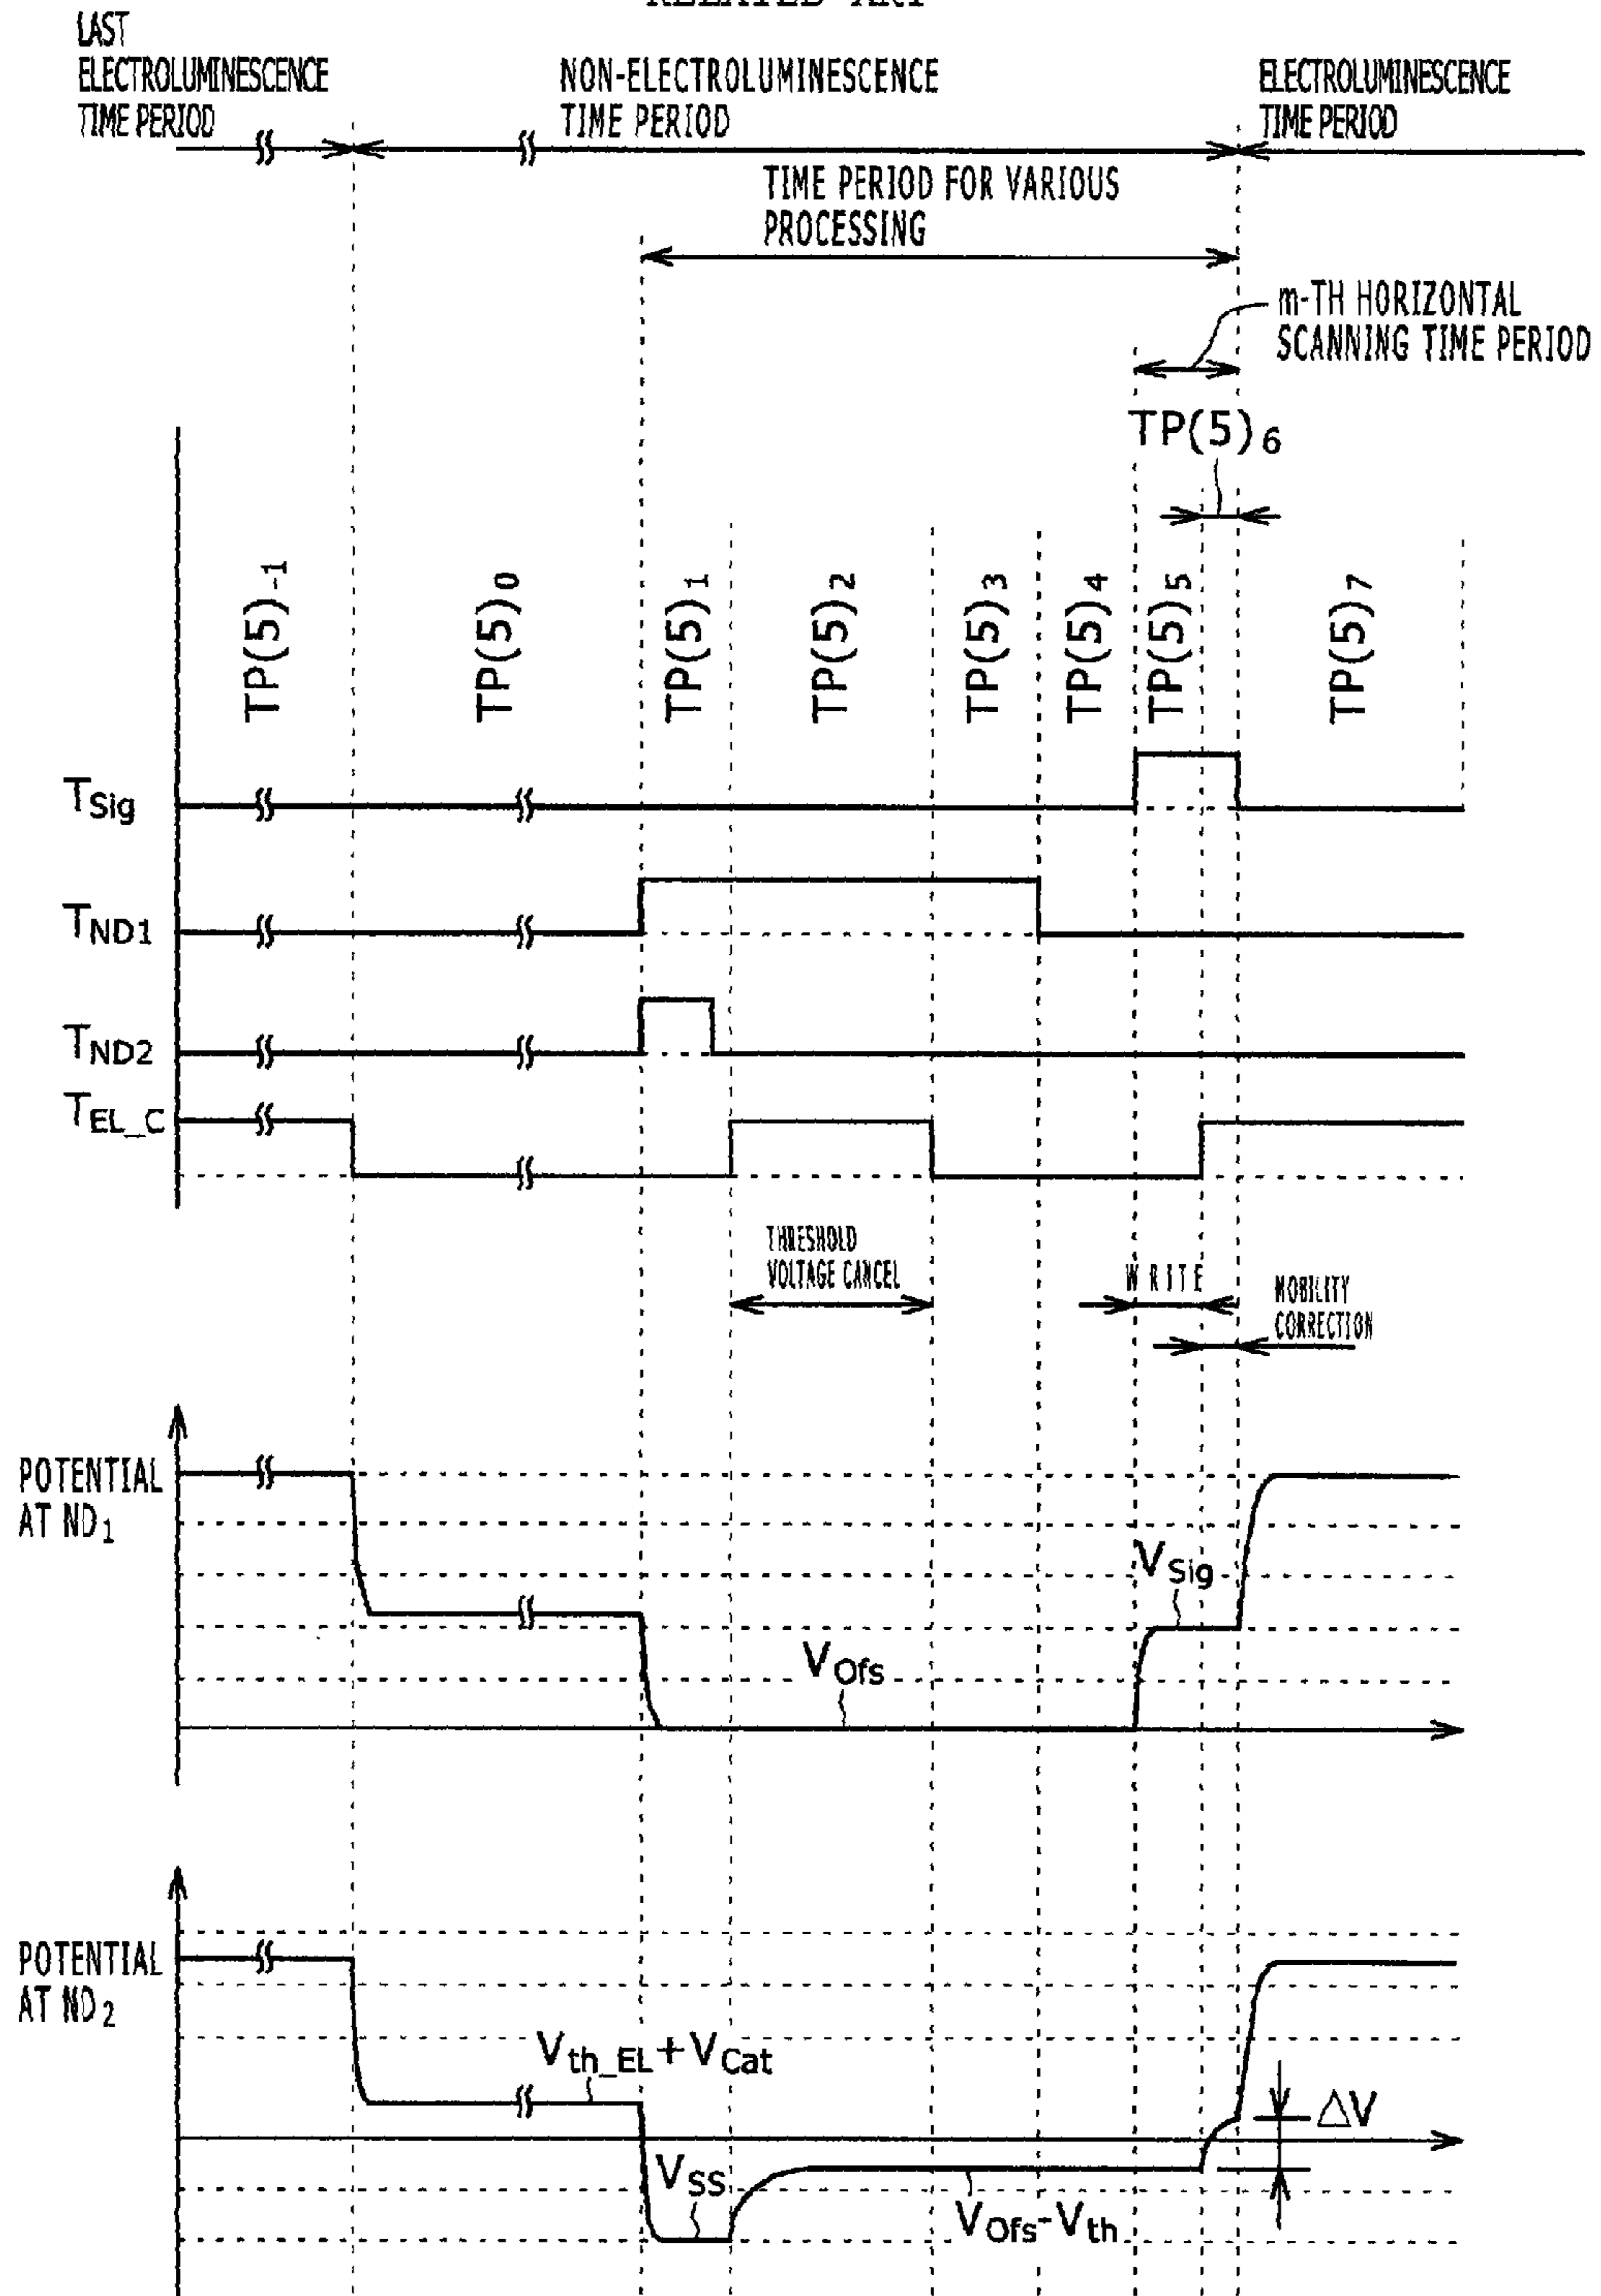 RELATED ART
LAST
ELECTROLUMINESCENCE
TIME PERIOD
NON-ELECTROLUMINESCENCE
TIME PERIOD
ELECTROLUMINESCENCE
TIME PERIOD
TIME PERIOD FOR VARIOUS
PROCESSING
m-TH HORIZONTAL
SCANNING TIME PERIOD
TP(5)6
TP(5)-1
TP(5)0
TP(5)1
TP(5)2
TP(5)3
TP(5)4
TP(5)5
TP(5)7
TSig
TND1
TND2
TEL_C
THRESHOLD
VOLTAGE CANCEL
WRITE
MOBILITY
CORRECTION
POTENTIAL
AT ND1
VSig
VOfs
POTENTIAL
AT ND2
Vth_EL+VCat
ΔV
VSS
VOfs-Vth